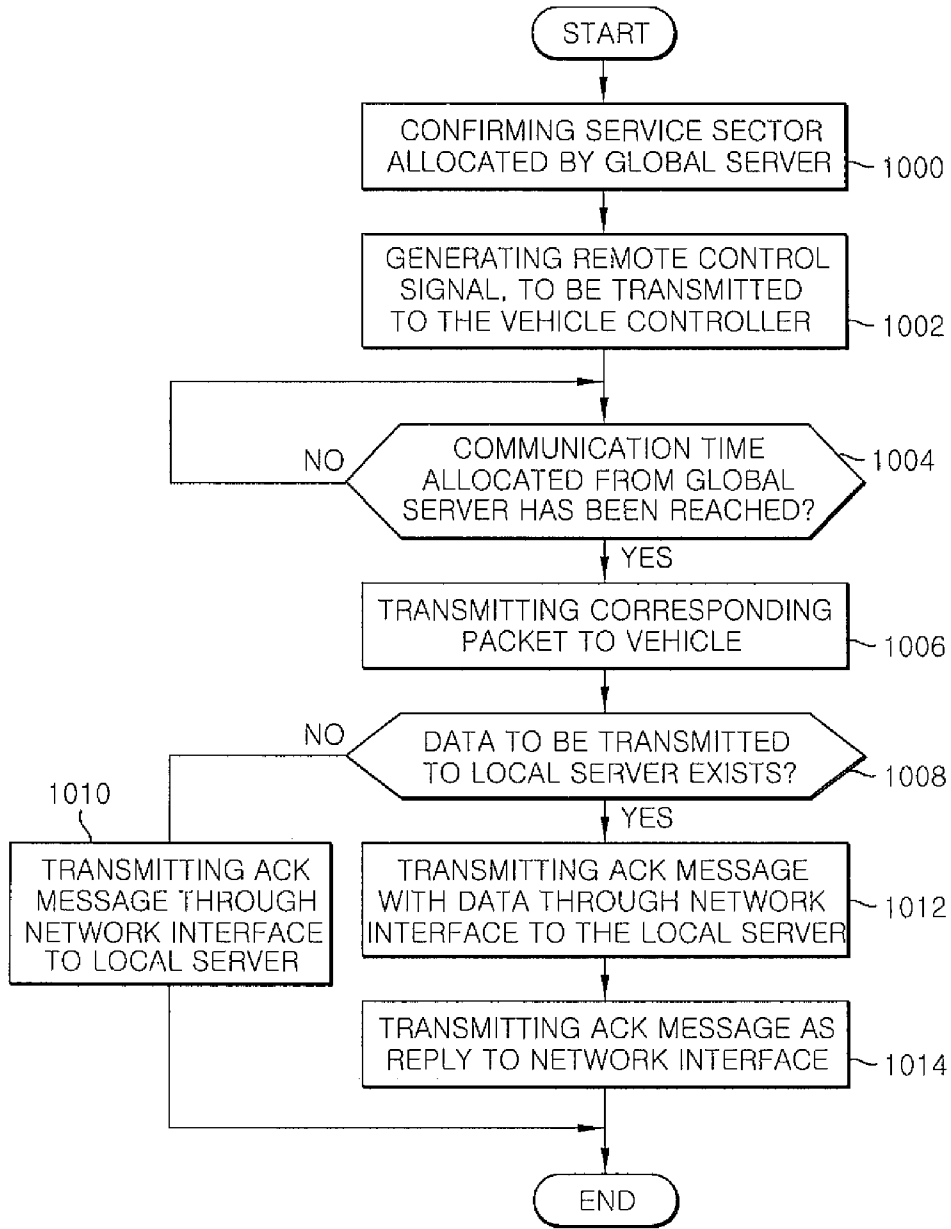 START
CONFIRMING SERVICE SECTOR
ALLOCATED BY GLOBAL SERVER
1000
GENERATING REMOTE CONTROL
SIGNAL, TO BE TRANSMITTED
TO THE VEHICLE CONTROLLER
1002
COMMUNICATION TIME
ALLOCATED FROM GLOBAL
SERVER HAS BEEN REACHED?
1004
NO
YES
TRANSMITTING CORRESPONDING
PACKET TO VEHICLE
1006
DATA TO BE TRANSMITTED
TO LOCAL SERVER EXISTS?
1008
NO
YES
1010
TRANSMITTING ACK
MESSAGE THROUGH
NETWORK INTERFACE
TO LOCAL SERVER
TRANSMITTING ACK MESSAGE
WITH DATA THROUGH NETWORK
INTERFACE TO THE LOCAL SERVER
1012
TRANSMITTING ACK MESSAGE AS
REPLY TO NETWORK INTERFACE
1014
END